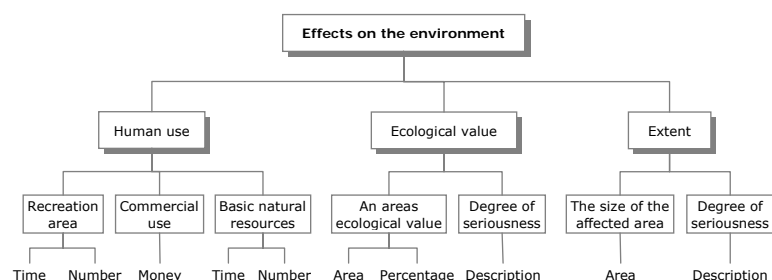 Effects on the environment
Human use
Ecological value
Extent
Recreation
area
Commercial
use
Basic natural
resources
An areas
ecological value
Degree of
seriousness
The size of the
affected area
Degree of
seriousness
Time
Number
Money
Time
Number
Area
Percentage
Description
Area
Description